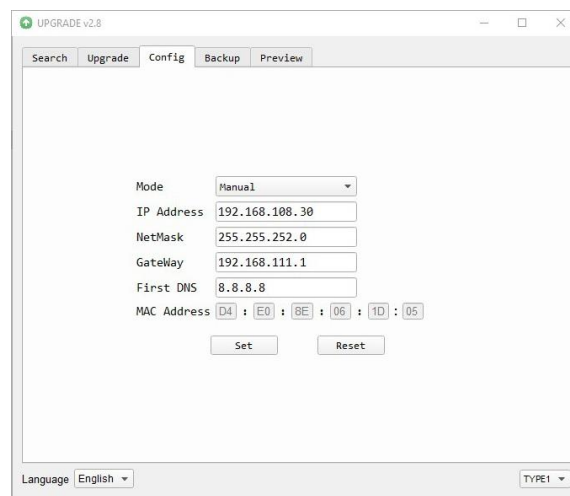 UPGRADE v2.8
Search Upgrade Config Backup Preview
Mode Manual
IP Address 192.168.108.30
NetMask 255.255.252.0
GateWay 192.168.111.1
First DNS 8.8.8.8
MAC Address D4 : E0 : 8E : 06 : 1D : 05
Set Reset
Language English TYPE1